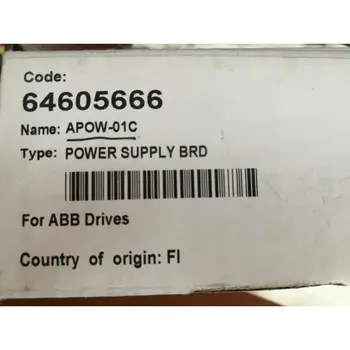 Code:
64605666
Name: APOW-01C
Type: POWER SUPPLY BRD
For ABB Drives
Country of origin: FI